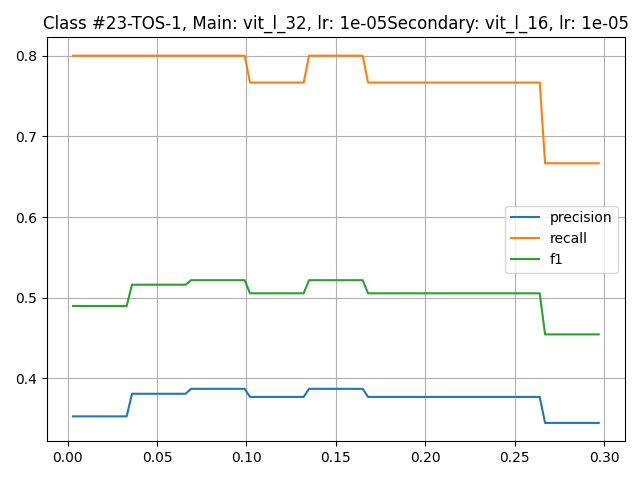 Class #23-TOS-1, Main: vit_l_32, lr: 1e-05Secondary: vit_l_16, lr: 1e-05
0.8
0.7
0.6
0.5
0.4
precision
recall
f1
0.00 0.05 0.10 0.15 0.20 0.25 0.30